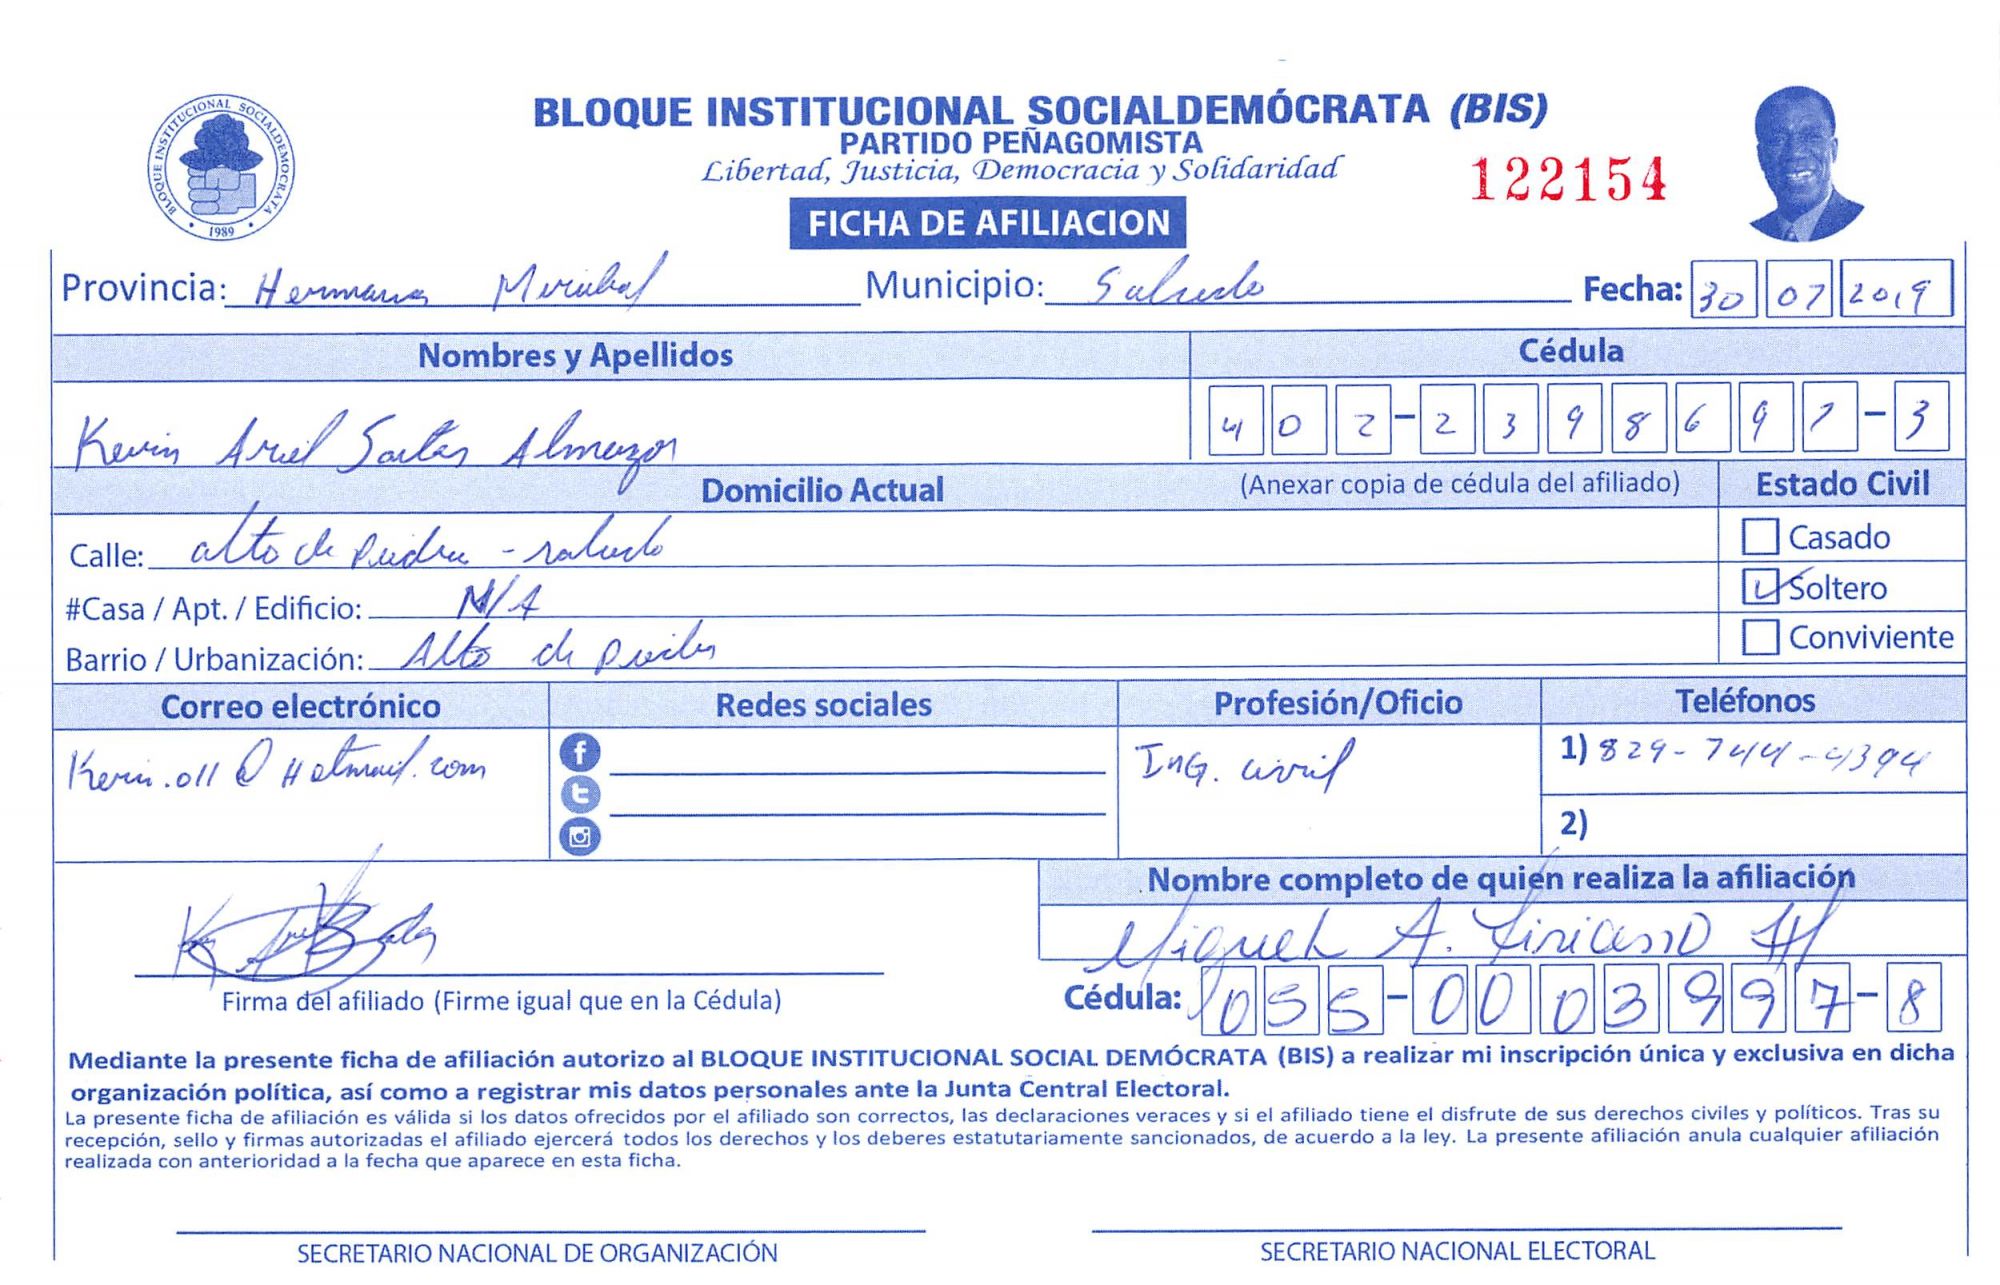 BLOQUE INSTITUCIONAL SOCIALDEMOCRATA
1989
BLOQUE INSTITUCIONAL SOCIALDEMÓCRATA (BIS)
PARTIDO PEÑAGOMISTA
Libertad, Justicia, Democracia y Solidaridad
122154
FICHA DE AFILIACION
Provincia: Hermanas Mirabal Municipio: Salcedo Fecha: 30 07 2019
Nombres y Apellidos Cédula
Kevin Ariel Almazor 402-2398697-3
Domicilio Actual (Anexar copia de cédula del afiliado) Estado Civil
Calle: alto de Piedra - salcedo Casado
#Casa / Apt. / Edificio: N/A Soltero
Barrio / Urbanización: Alto de Conviviente
Correo electrónico Redes sociales Profesión/Oficio Teléfonos
Kevin.011@Hotmail.com ING. civil 1) 829-744-4394
2)
Nombre completo de quien realiza la afiliación
Miguel A.
Firma del afiliado (Firme igual que en la Cédula) Cédula: 055-0003997-8
Mediante la presente ficha de afiliación autorizo al BLOQUE INSTITUCIONAL SOCIAL DEMÓCRATA (BIS) a realizar mi inscripción única y exclusiva en dicha
organización política, así como a registrar mis datos personales ante la Junta Central Electoral.
La presente ficha de afiliación es válida si los datos ofrecidos por el afiliado son correctos, las declaraciones veraces y si el afiliado tiene el disfrute de sus derechos civiles y políticos. Tras su
recepción, sello y firmas autorizadas el afiliado ejercerá todos los derechos y los deberes estatutariamente sancionados, de acuerdo a la ley. La presente afiliación anula cualquier afiliación
realizada con anterioridad a la fecha que aparece en esta ficha.
SECRETARIO NACIONAL DE ORGANIZACIÓN SECRETARIO NACIONAL ELECTORAL